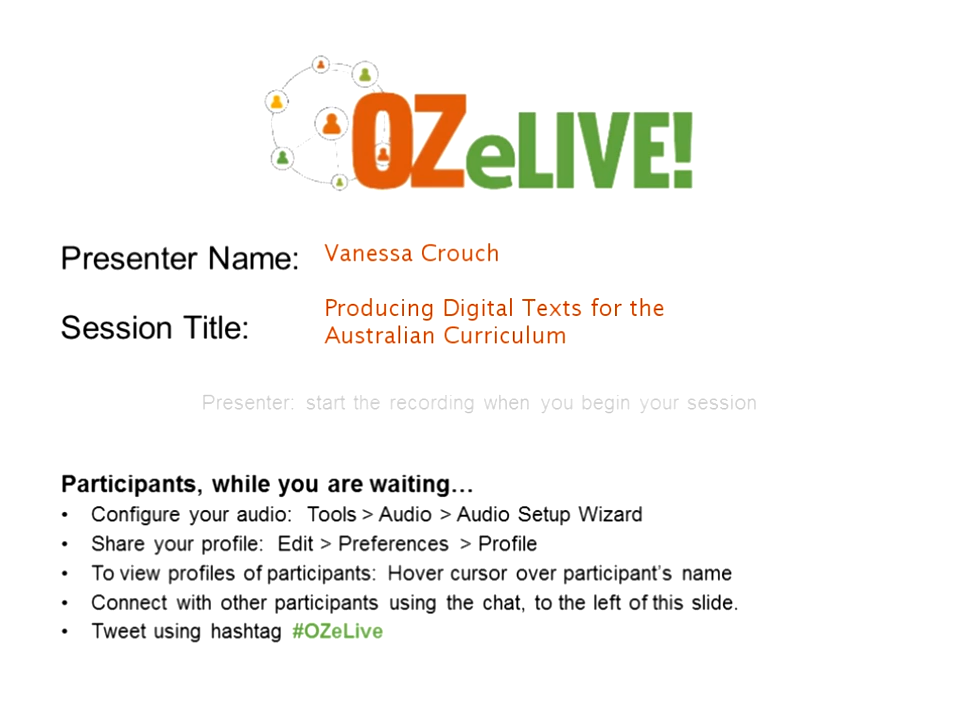 OZeLIVE!
Presenter Name: Vanessa Crouch
Session Title: Producing Digital Texts for the
Australian Curriculum
Presenter: start the recording when you begin your session
Participants, while you are waiting…
• Configure your audio: Tools > Audio > Audio Setup Wizard
• Share your profile: Edit > Preferences > Profile
• To view profiles of participants: Hover cursor over participant's name
• Connect with other participants using the chat, to the left of this slide.
• Tweet using hashtag #OZeLive